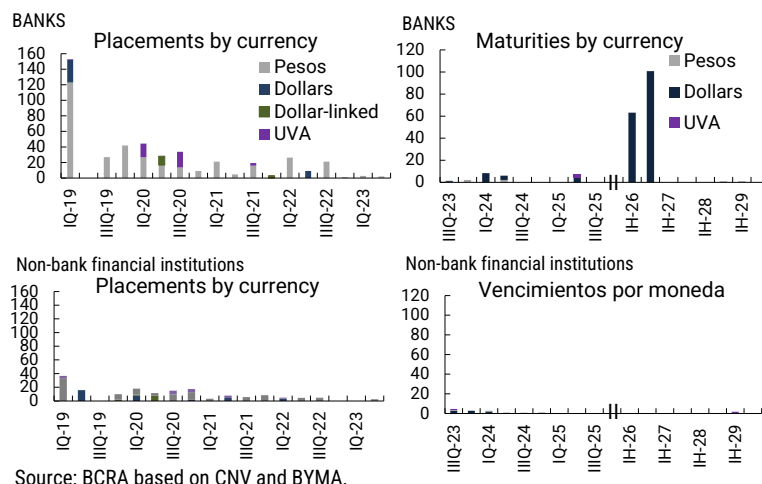 BANKS
Placements by currency
160
140
120
100
80
60
40
20
0
Pesos
Dollars
Dollar-linked
UVA
IQ-19
IIIQ-19
IQ-20
IIIQ-20
IQ-21
IIIQ-21
IQ-22
IIIQ-22
IQ-23
BANKS
Maturities by currency
120
100
80
60
40
20
0
Pesos
Dollars
UVA
IIIQ-23
IQ-24
IIIQ-24
IQ-25
IIIQ-25
IH-26
IH-27
IH-28
IH-29
Non-bank financial institutions
Placements by currency
160
140
120
100
80
60
40
20
0
IQ-19
IIIQ-19
IQ-20
IIIQ-20
IQ-21
IIIQ-21
IQ-22
IIIQ-22
IQ-23
Non-bank financial institutions
Vencimientos por moneda
120
100
80
60
40
20
0
IIIQ-23
IQ-24
IIIQ-24
IQ-25
IIIQ-25
IH-26
IH-27
IH-28
IH-29
Source: BCRA based on CNV and BYMA.